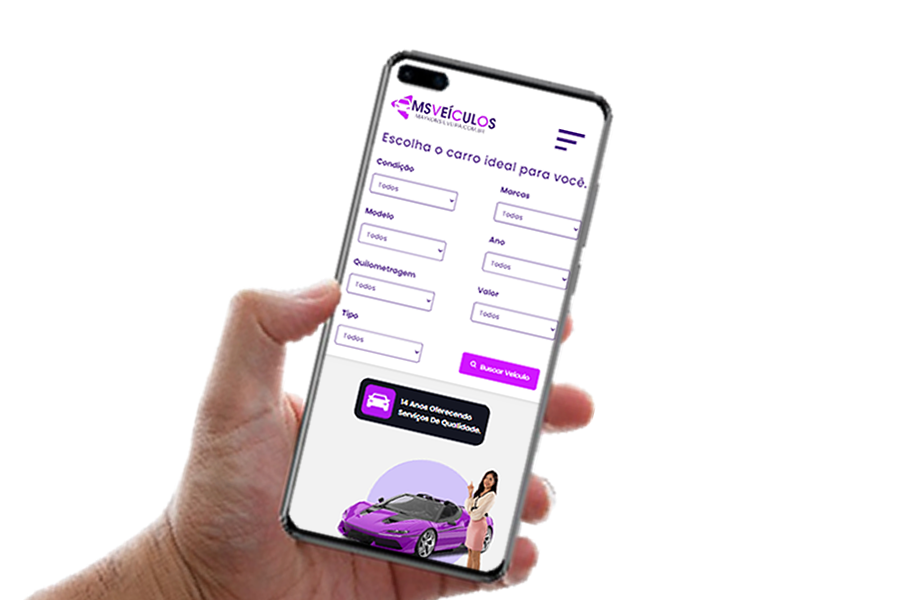 MSVEÍCULOS
Escolha o carro ideal para você.
Condição
Todos
Marcas
Todos
Modelo
Todos
Ano
Todos
Quilometragem
Todos
Valor
Todos
Tipo
Todos
Buscar Veículo
14 Anos Oferecendo
Serviços De Qualidade.